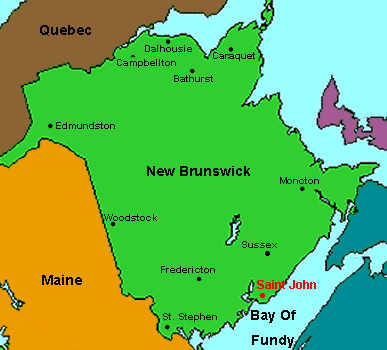 Quebec
Dalhousie
Caraquet
Campbellton
Bathurst
Edmundston
New Brunswick
Moncton
Woodstock
Sussex
Fredericton
Maine
Saint John
St. Stephen
Bay Of
Fundy